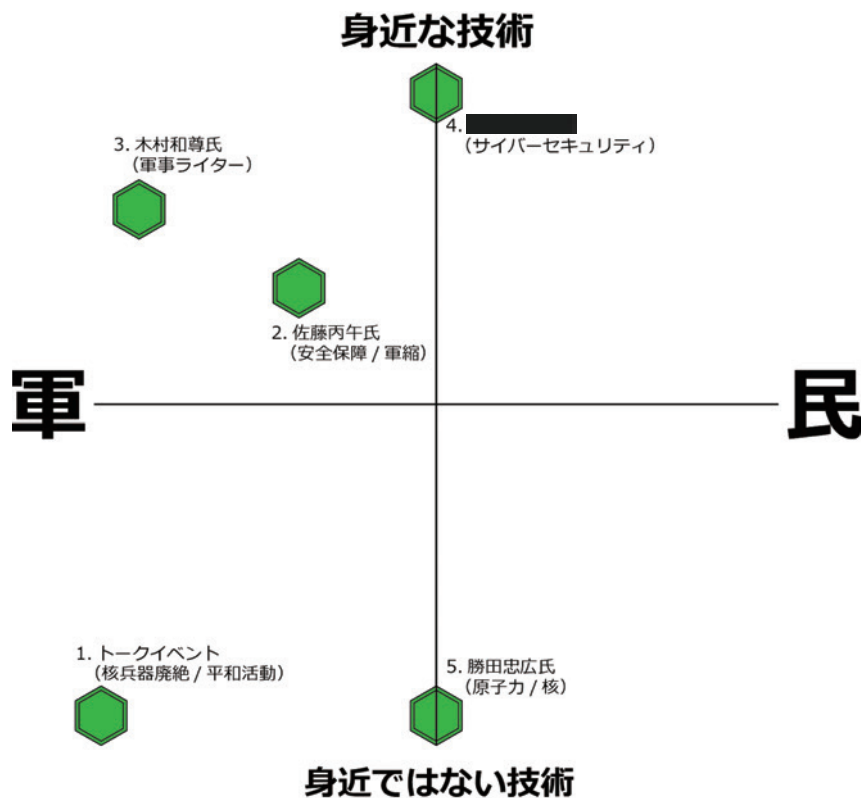 身近な技術
3. 木村和尊氏
（軍事ライター）
4.
（サイバーセキュリティ）
2. 佐藤丙午氏
（安全保障 / 軍縮）
軍
民
1. トークイベント
（核兵器廃絶 / 平和活動）
5. 勝田忠広氏
（原子力 / 核）
身近ではない技術